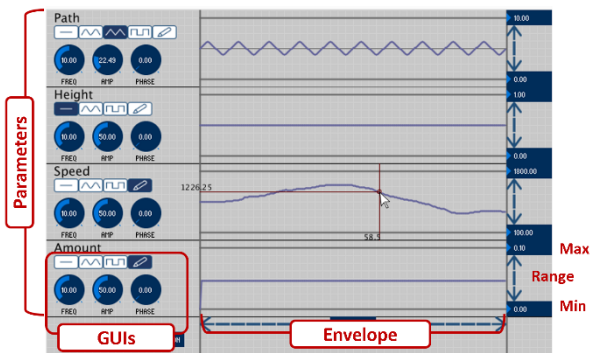 Path
10.00
10.00
22.49
0.00
FREQ
AMP
PHASE
0.00
Height
1.00
10.00
50.00
0.00
FREQ
AMP
PHASE
0.00
Speed
1800.00
1226.25
10.00
50.00
0.00
FREQ
AMP
PHASE
58.5
100.00
Amount
0.10
Max
10.00
50.00
0.00
Range
FREQ
AMP
PHASE
0.00
Min
Parameters
GUIs
Envelope